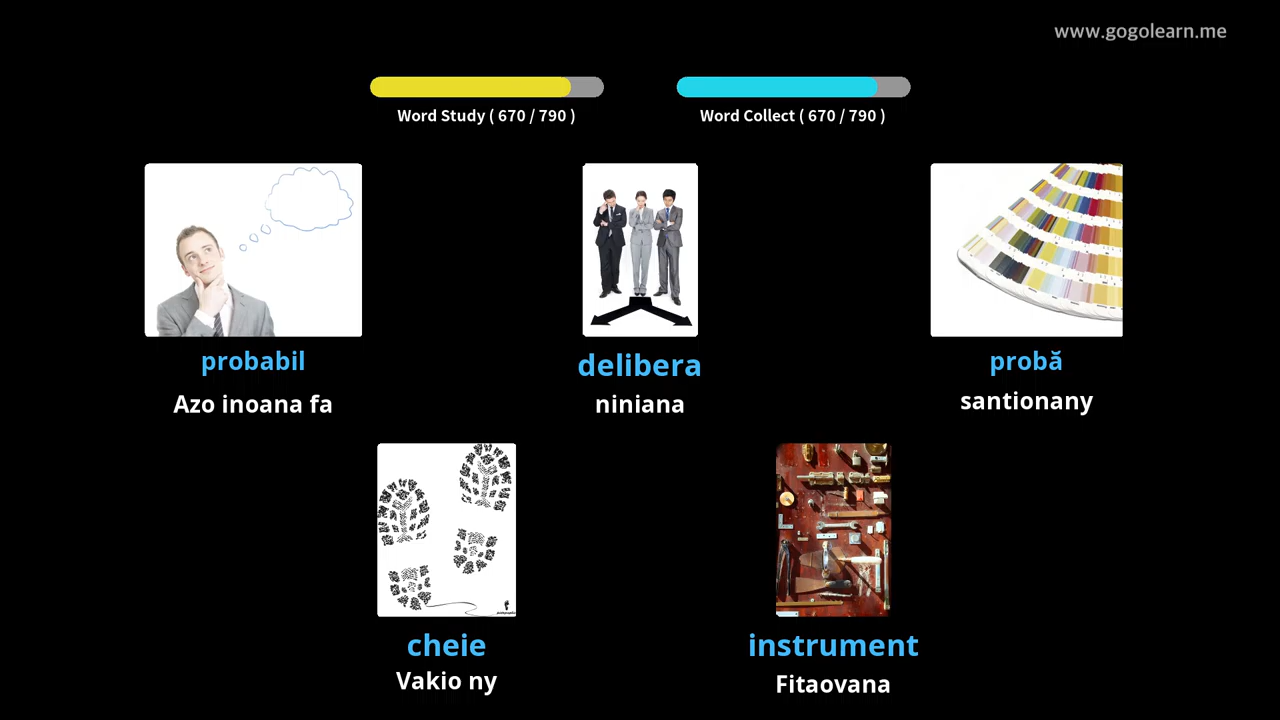 www.gogolearn.me
Word Study ( 670 / 790 )
Word Collect ( 670 / 790 )
probabil
delibera
probă
Azo inoana fa
niniana
santionany
cheie
instrument
Vakio ny
Fitaovana